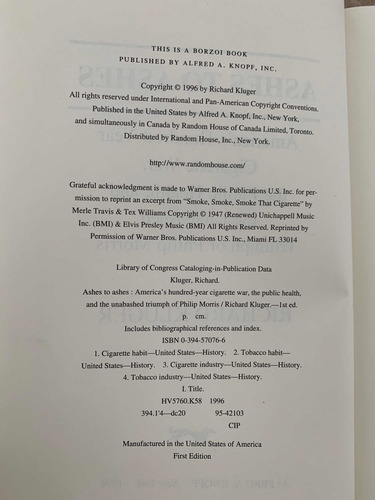 THIS IS A BORZOI BOOK
PUBLISHED BY ALFRED A. KNOPF, INC.
Copyright © 1996 by Richard Kluger
All rights reserved under International and Pan-American Copyright Conventions.
Published in the United States by Alfred A. Knopf, Inc., New York,
and simultaneously in Canada by Random House of Canada Limited, Toronto.
Distributed by Random House, Inc., New York.
http://www.randomhouse.com/
Grateful acknowledgment is made to Warner Bros. Publications U.S. Inc. for per-
mission to reprint an excerpt from “Smoke, Smoke, Smoke That Cigarette” by
Merle Travis & Tex Williams Copyright © 1947 (Renewed) Unichappell Music
Inc. (BMI) & Elvis Presley Music (BMI) All Rights Reserved. Reprinted by
Permission of Warner Bros. Publications U.S. Inc., Miami FL 33014
Library of Congress Cataloging-in-Publication Data
Kluger, Richard.
Ashes to ashes : America's hundred-year cigarette war, the public health,
and the unabashed triumph of Philip Morris / Richard Kluger.—1st ed.
p. cm.
Includes bibliographical references and index.
ISBN 0-394-57076-6
1. Cigarette habit—United States—History. 2. Tobacco habit—
United States—History. 3. Cigarette industry—United States—History.
4. Tobacco industry—United States—History.
I. Title.
HV5760.K58 1996
394.1'4—dc20 95-42103
CIP
Manufactured in the United States of America
First Edition